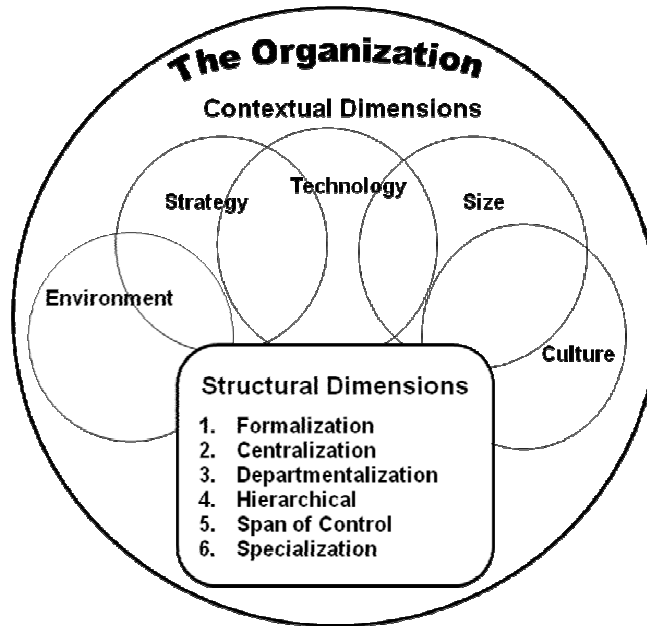 The Organization
Contextual Dimensions
Technology
Strategy
Size
Environment
Culture
Structural Dimensions
1. Formalization
2. Centralization
3. Departmentalization
4. Hierarchical
5. Span of Control
6. Specialization